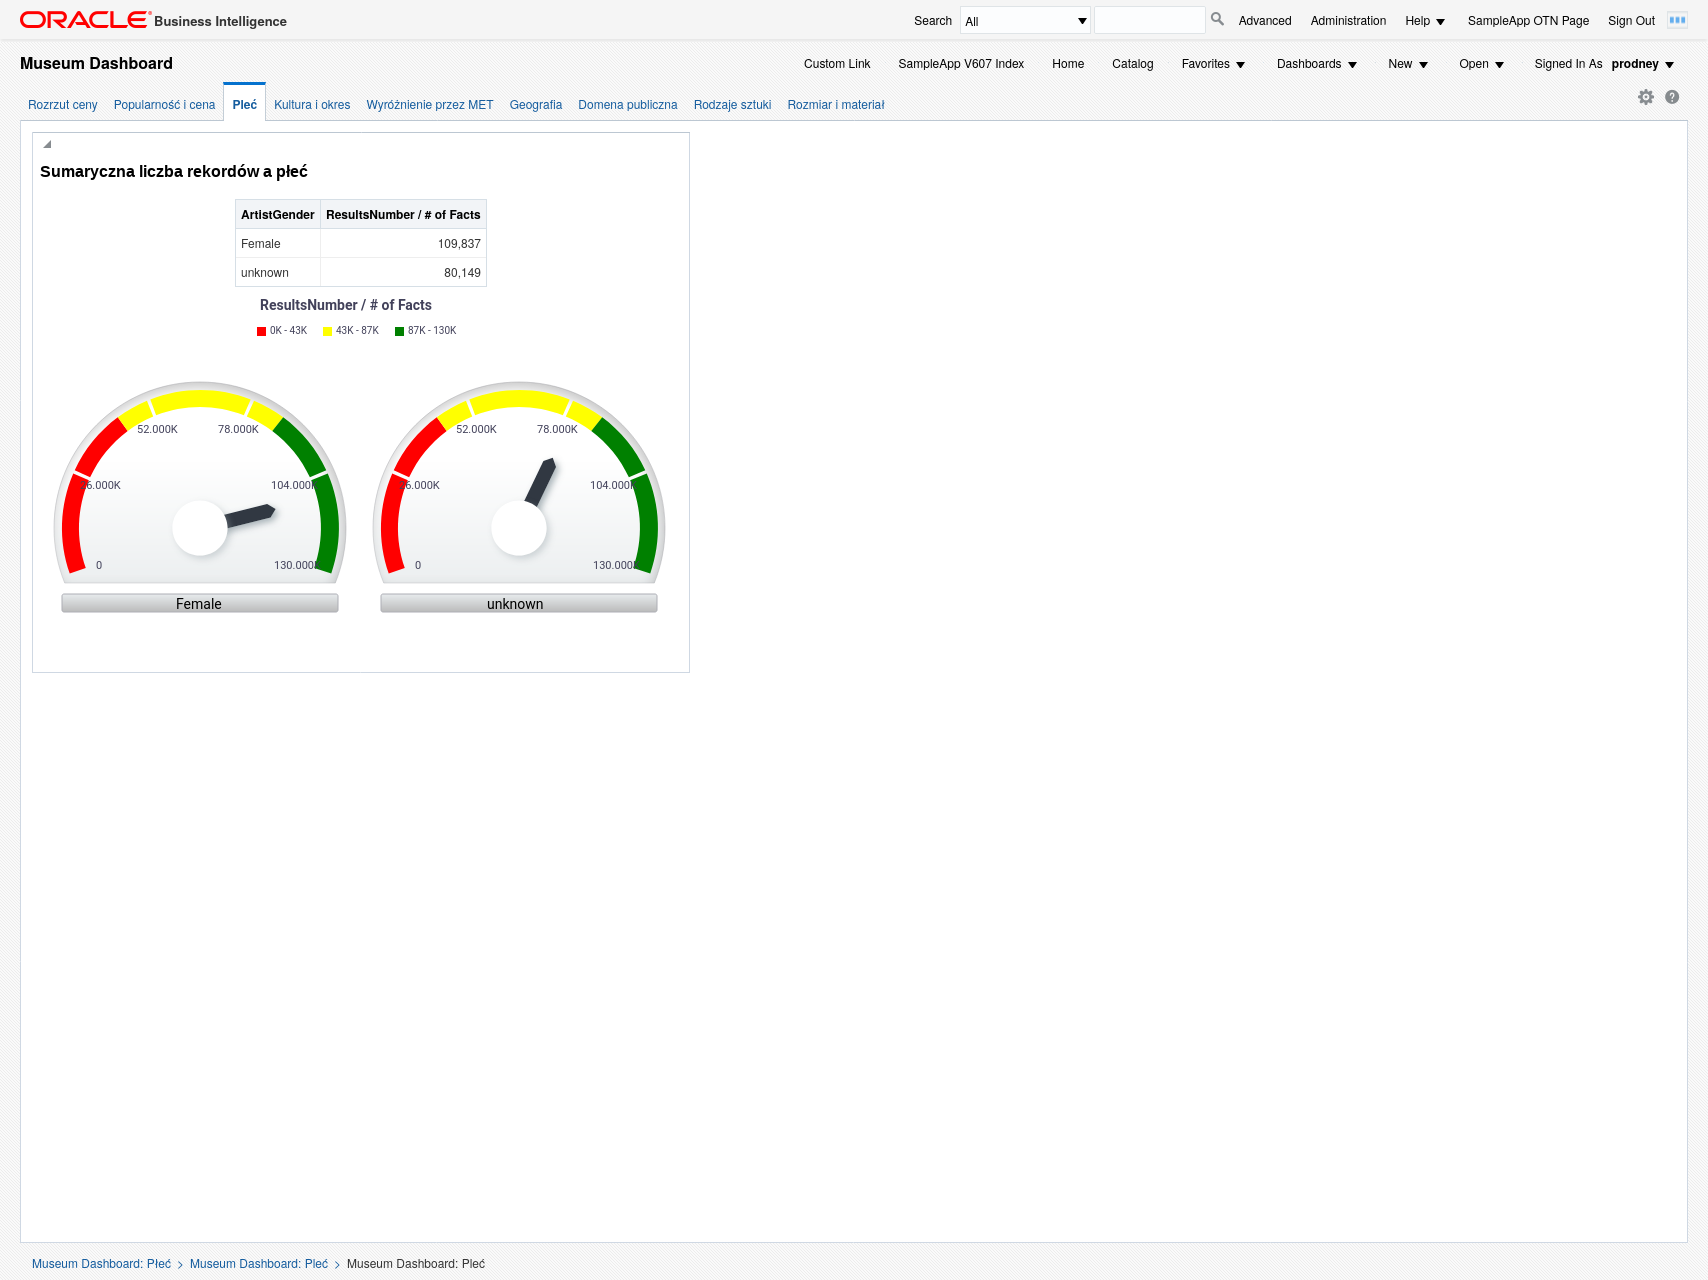 ORACLE Business Intelligence
Search All Advanced Administration Help SampleApp OTN Page Sign Out
Museum Dashboard
Custom Link SampleApp V607 Index Home Catalog Favorites Dashboards New Open Signed In As prodney
Rozrzut ceny Popularność i cena Płeć Kultura i okres Wyróżnienie przez MET Geografia Domena publiczna Rodzaje sztuki Rozmiar i materiał
Sumaryczna liczba rekordów a płeć
ArtistGender ResultsNumber / # of Facts
Female 109,837
unknown 80,149
ResultsNumber / # of Facts
0K - 43K 43K - 87K 87K - 130K
52.000K 78.000K 52.000K 78.000K
26.000K 104.000K 26.000K 104.000K
0 130.000K 0 130.000K
Female unknown
Museum Dashboard: Płeć > Museum Dashboard: Płeć > Museum Dashboard: Płeć